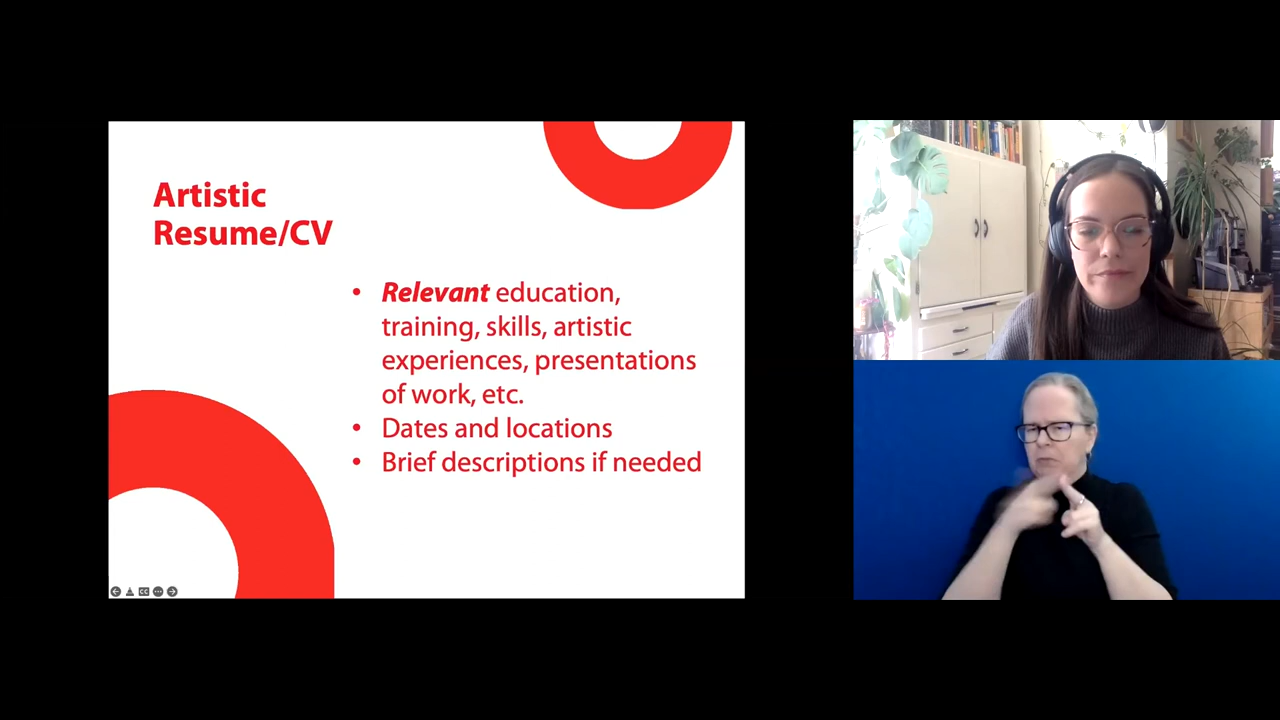 Artistic
Resume/CV
• Relevant education,
training, skills, artistic
experiences, presentations
of work, etc.
• Dates and locations
• Brief descriptions if needed
CC